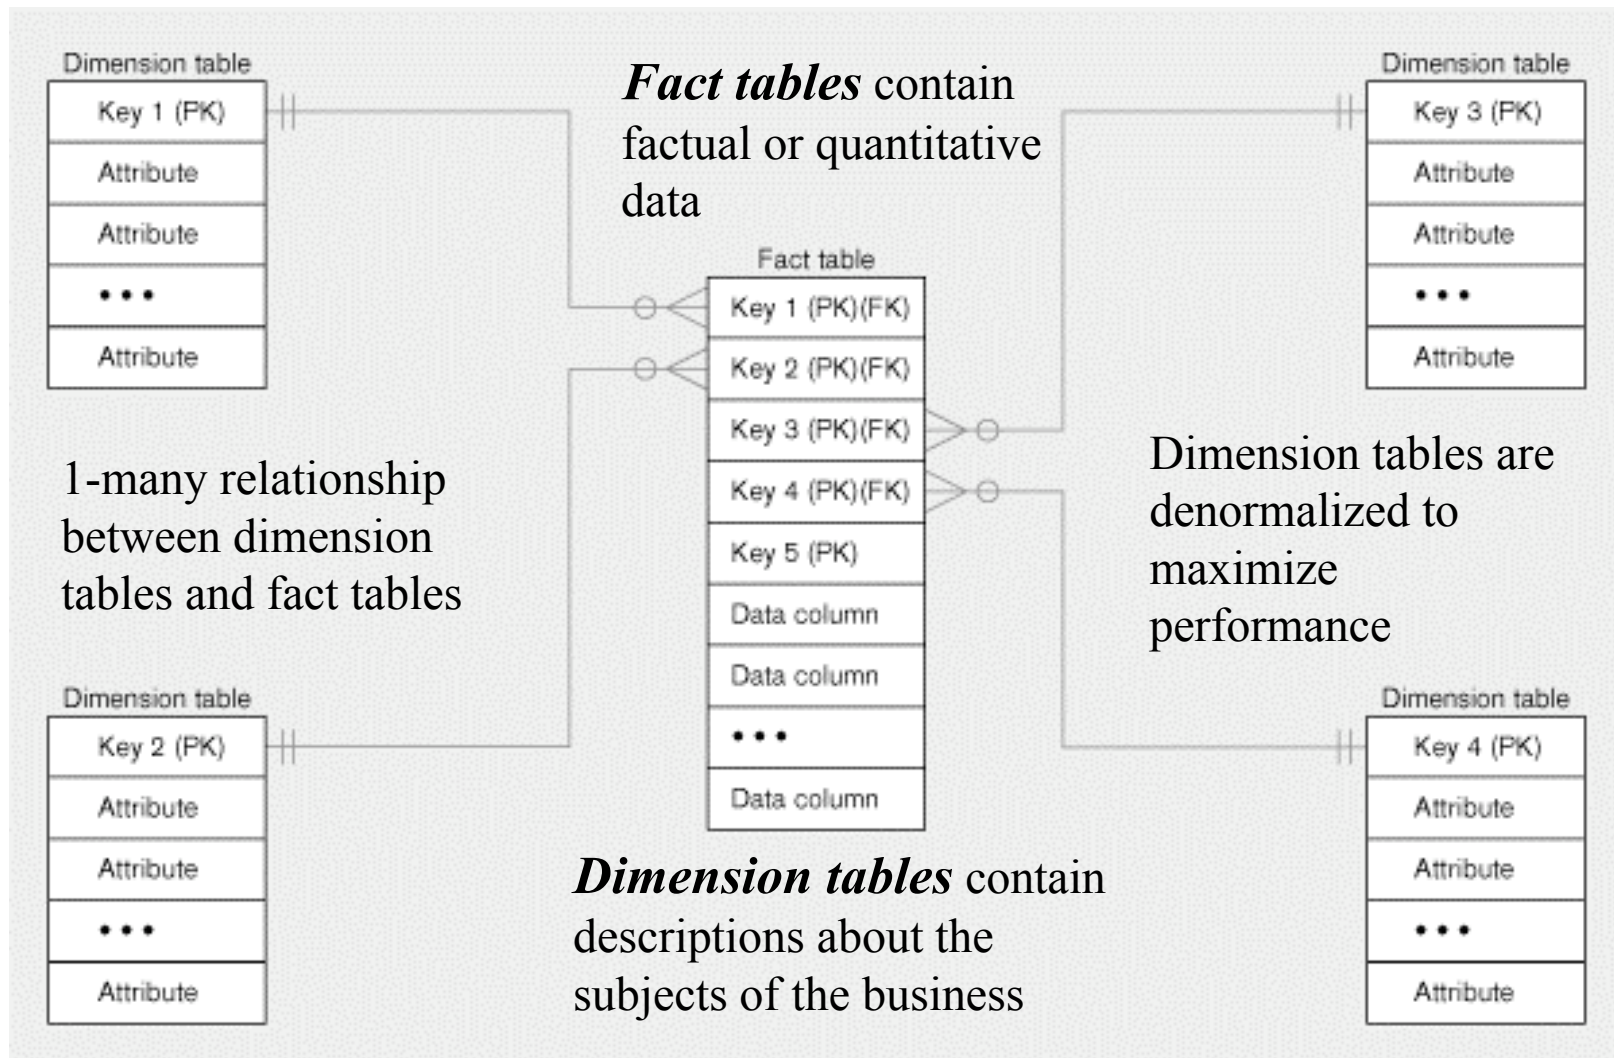 Dimension table
Key 1 (PK)
Attribute
Attribute
•••
Attribute
Fact tables contain
factual or quantitative
data
Dimension table
Key 3 (PK)
Attribute
Attribute
•••
Attribute
Fact table
Key 1 (PK)(FK)
Key 2 (PK)(FK)
Key 3 (PK)(FK)
Key 4 (PK)(FK)
Key 5 (PK)
Data column
Data column
•••
Data column
1-many relationship
between dimension
tables and fact tables
Dimension tables are
denormalized to
maximize
performance
Dimension table
Key 2 (PK)
Attribute
Attribute
•••
Attribute
Dimension tables contain
descriptions about the
subjects of the business
Dimension table
Key 4 (PK)
Attribute
Attribute
•••
Attribute